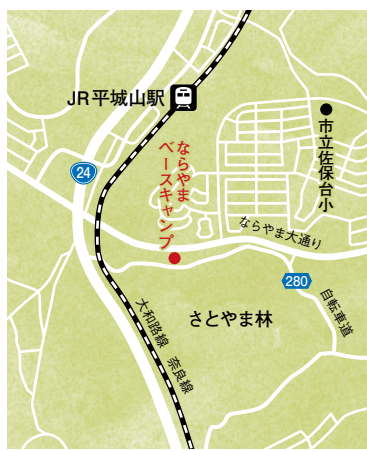 JR平城山駅
24
ならやま
ベースキャンプ
市立佐保台小
ならやま大通り
280
自転車道
さとやま林
大和路線 奈良線